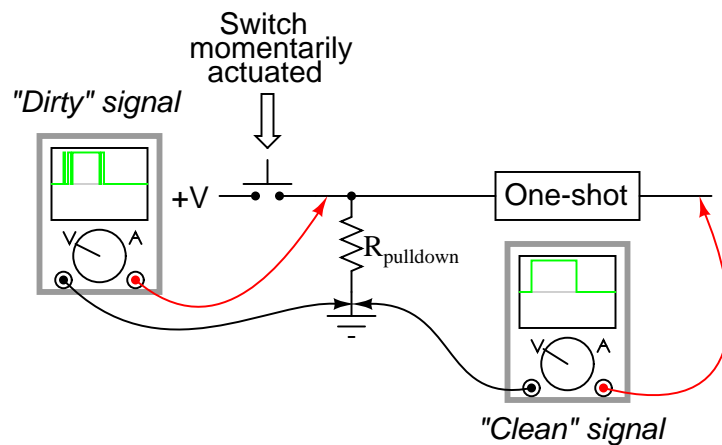 Switch
momentarily
actuated
"Dirty" signal
V A
+V
One-shot
Rpulldown
V A
"Clean" signal